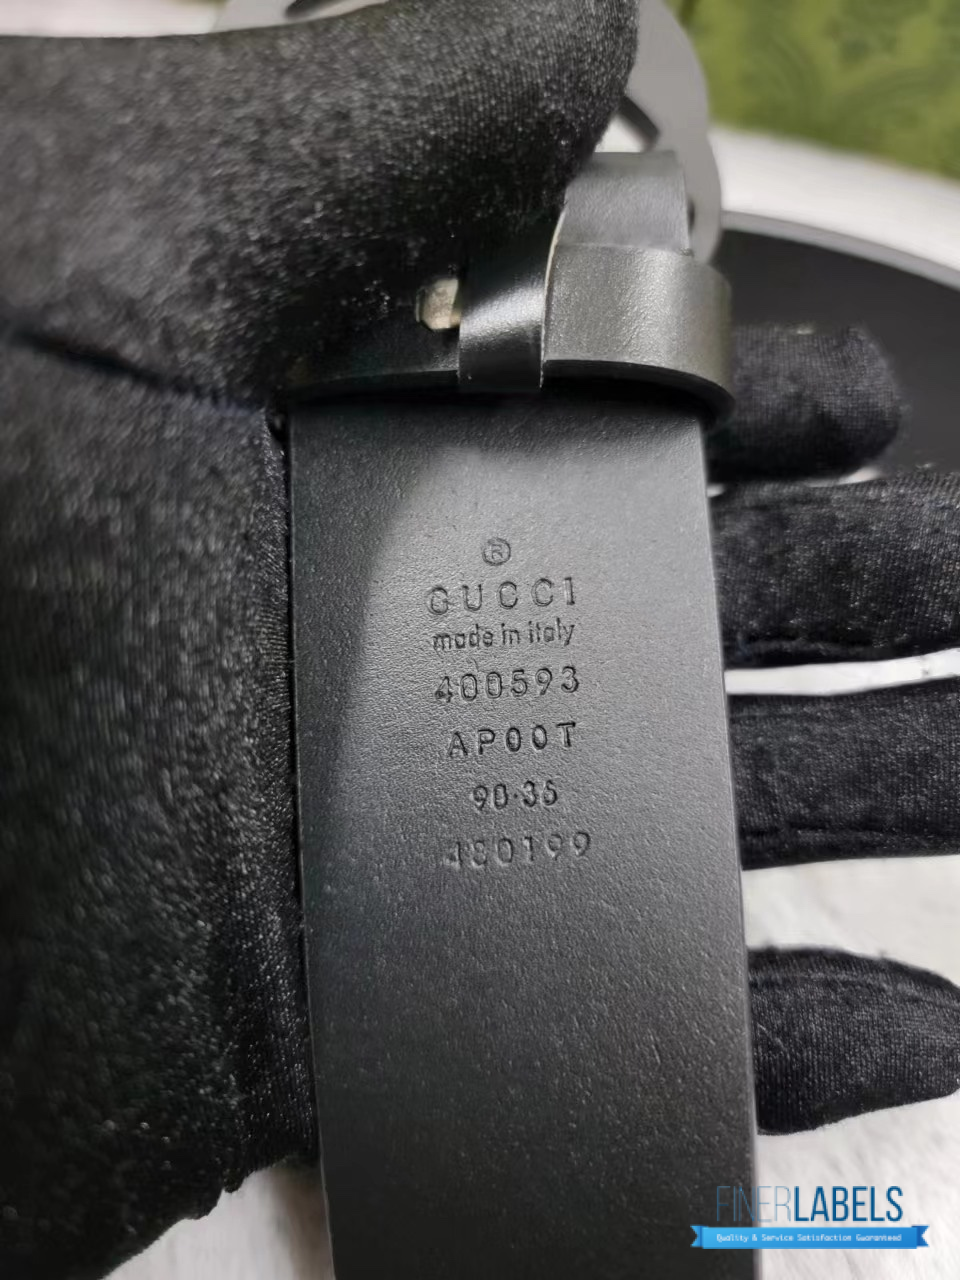 ®
GUCCI
made in italy
400593
AP00T
90·36
480199
FINERLABELS
Quality & Service Satisfaction Guaranteed